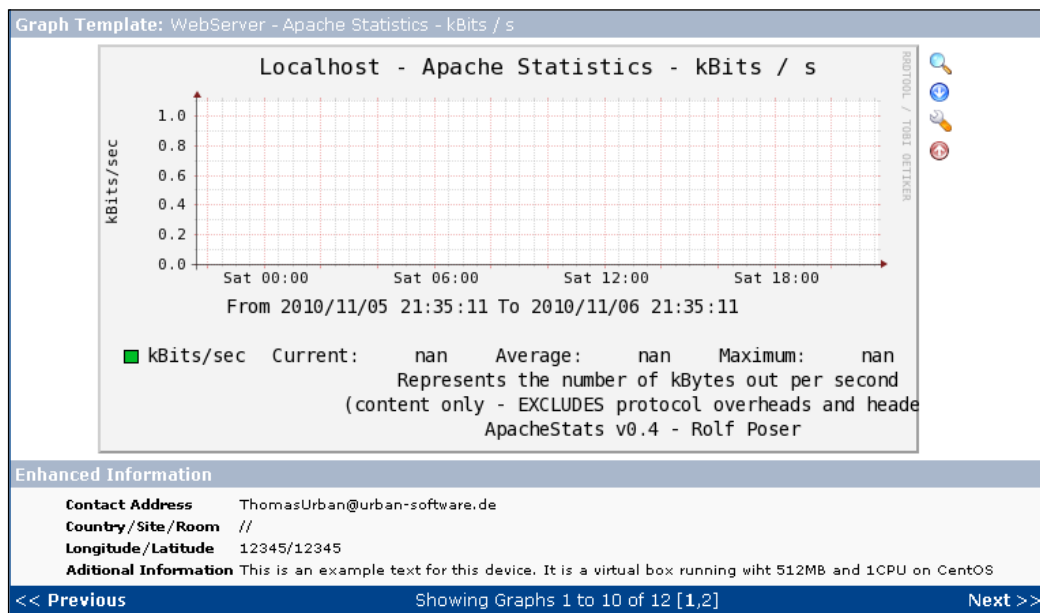 Graph Template: WebServer - Apache Statistics - kBits / s
Localhost - Apache Statistics - kBits / s
RRDTOOL / TOBI OETIKER
kBits/sec
1.0
0.8
0.6
0.4
0.2
0.0
Sat 00:00 Sat 06:00 Sat 12:00 Sat 18:00
From 2010/11/05 21:35:11 To 2010/11/06 21:35:11
kBits/sec Current: nan Average: nan Maximum: nan
Represents the number of kBytes out per second
(content only - EXCLUDES protocol overheads and heade
ApacheStats v0.4 - Rolf Poser
Enhanced Information
Contact Address ThomasUrban@urban-software.de
Country/Site/Room //
Longitude/Latitude 12345/12345
Aditional Information This is an example text for this device. It is a virtual box running wiht 512MB and 1CPU on CentOS
<< Previous Showing Graphs 1 to 10 of 12 [1,2] Next >>